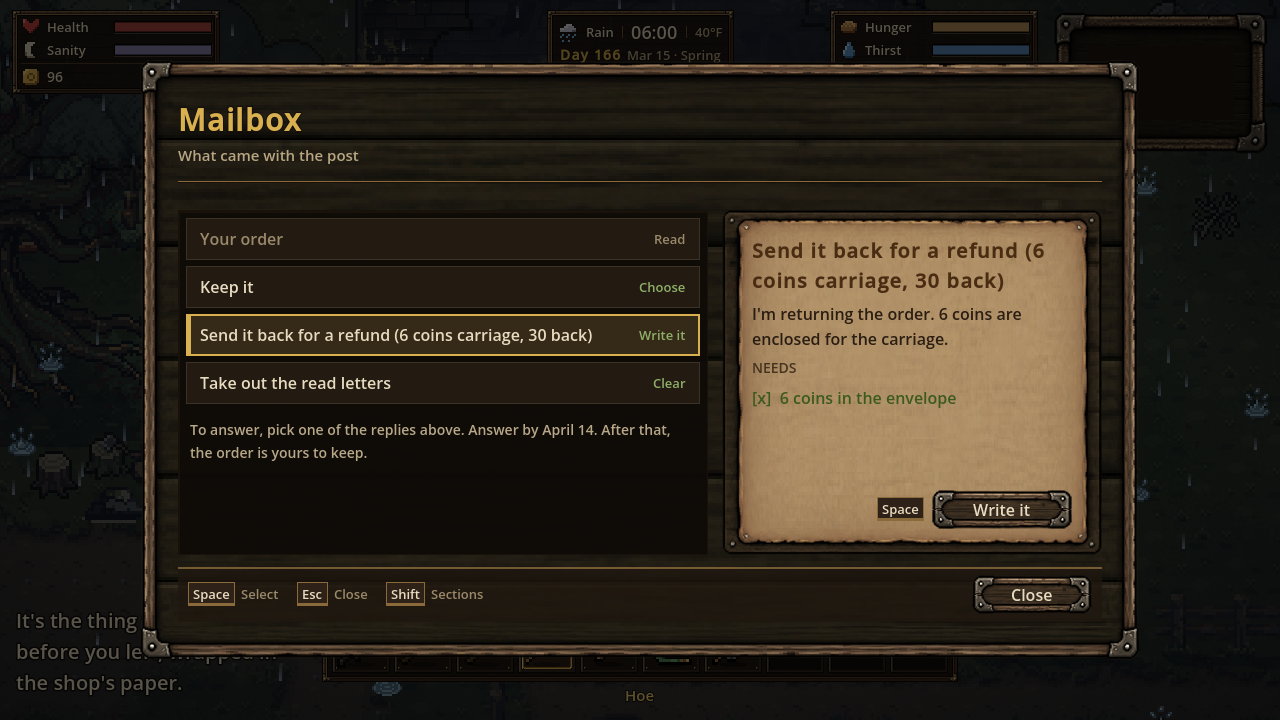 Health
Sanity
96
Rain
06:00
40°F
Day 166 Mar 15 · Spring
Hunger
Thirst
Mailbox
What came with the post
Your order Read
Keep it Choose
Send it back for a refund (6 coins carriage, 30 back) Write it
Take out the read letters Clear
To answer, pick one of the replies above. Answer by April 14. After that,
the order is yours to keep.
Send it back for a refund (6
coins carriage, 30 back)
I'm returning the order. 6 coins are
enclosed for the carriage.
NEEDS
[x] 6 coins in the envelope
Space Write it
Space Select Esc Close Shift Sections
Close
It's the thing
before you
the shop's paper.
Hoe